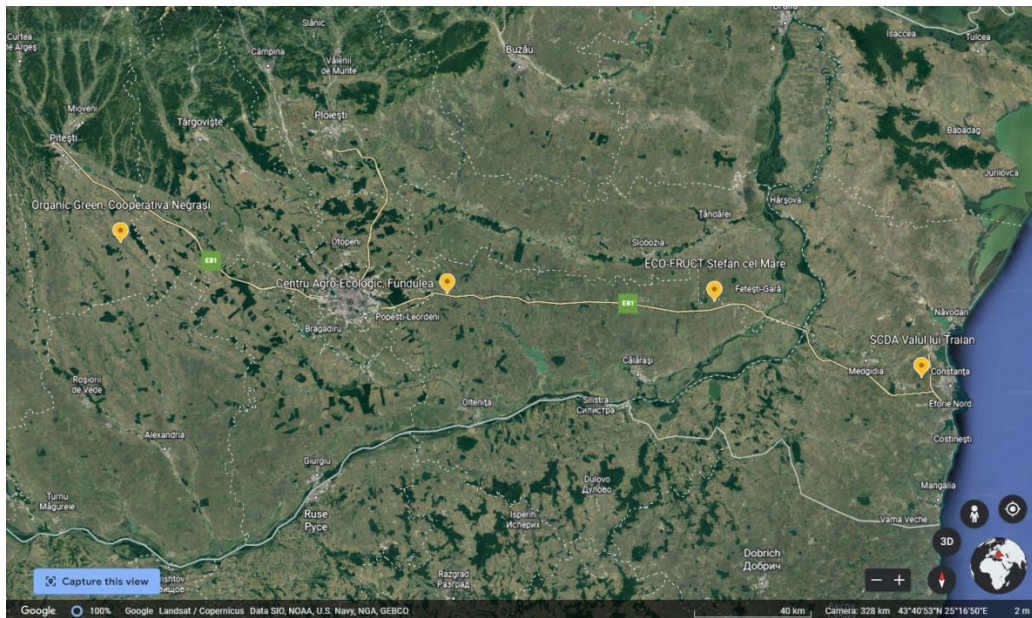 Slănic
Brăila
Curtea
de Argeș
Câmpina
Vălenii
de Munte
Buzău
Isaccea
Tulcea
Mioveni
Pitești
Târgoviște
Ploiești
Babadag
Jurilovca
Organic Green, Cooperativa Negrași
Țăndărei
Hârșova
Otopeni
Slobozia
E81
Centru Agro-Ecologic, Fundulea
ECO-FRUCT Ștefan cel Mare
Fetești-Gară
E81
Popești-Leordeni
Bragadiru
Năvodari
SCDA Valul lui Traian
Călărași
Medgidia
Constanța
Roșiorii
de Vede
Oltenița
Silistra
Силистра
Eforie Nord
Alexandria
Costinești
Giurgiu
Dulovo
Дулово
Mangalia
Turnu
Măgurele
Ruse
Русе
Isperih
Исперих
Vama Veche
3D
Dobrich
Добрич
Razgrad
Разград
Capture this view
Google
100%
Google Landsat / Copernicus Data SIO, NOAA, U.S. Navy, NGA, GEBCO
40 km
Camera: 328 km
43°40'53"N 25°16'50"E
2 m